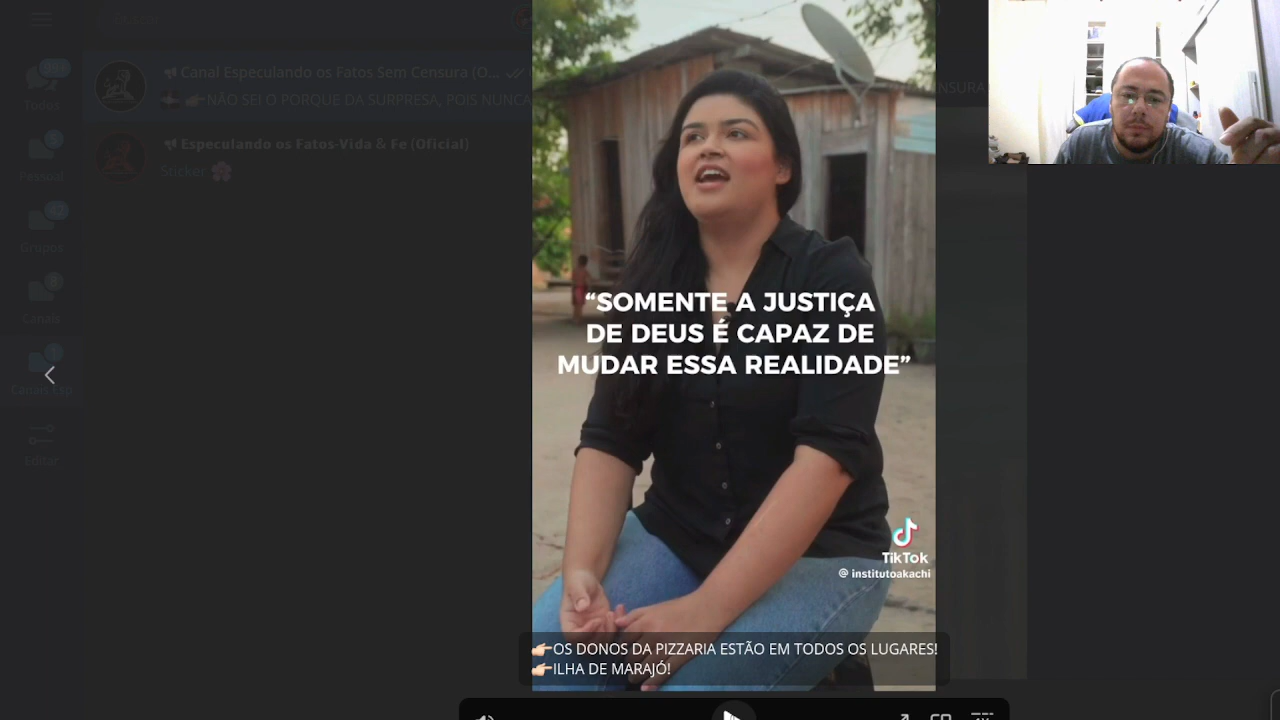 Todos
Pessoal
Grupos
Canais
Editar
Canal Especulando os Fatos Sem Censura (O...
NÃO SEI O PORQUE DA SURPRESA, POIS NUNCA
Especulando os Fatos-Vida & Fe (Oficial)
Sticker
“SOMENTE A JUSTIÇA
DE DEUS É CAPAZ DE
MUDAR ESSA REALIDADE”
TikTok
@ institutoakachi
👉🏻OS DONOS DA PIZZARIA ESTÃO EM TODOS OS LUGARES!
👉🏻ILHA DE MARAJÓ!